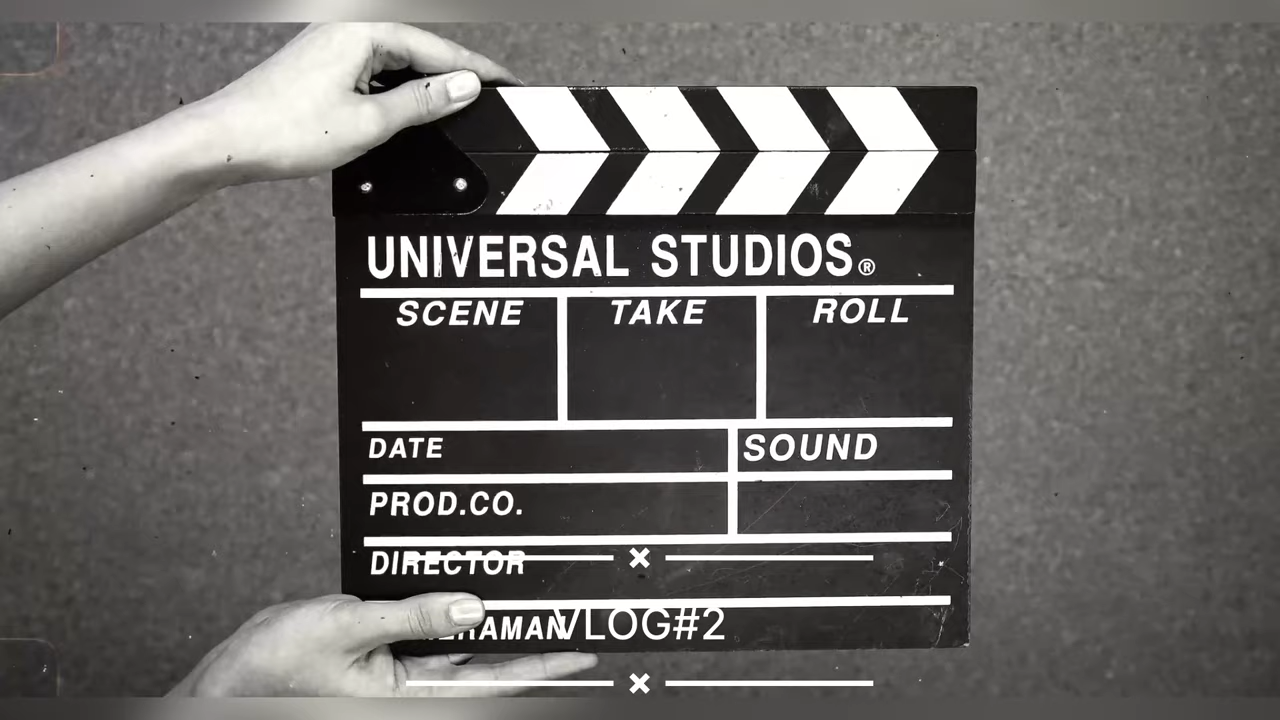 UNIVERSAL STUDIOS®
SCENE TAKE ROLL
DATE SOUND
PROD.CO.
DIRECTOR
VLOG#2